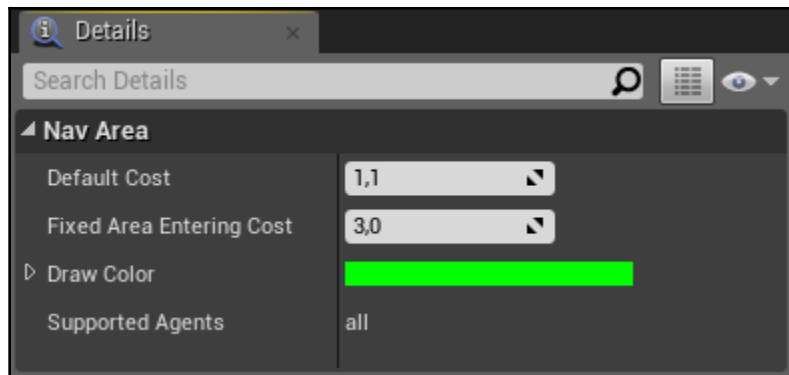 Details
Search Details
Nav Area
Default Cost 1,1
Fixed Area Entering Cost 3,0
Draw Color
Supported Agents all